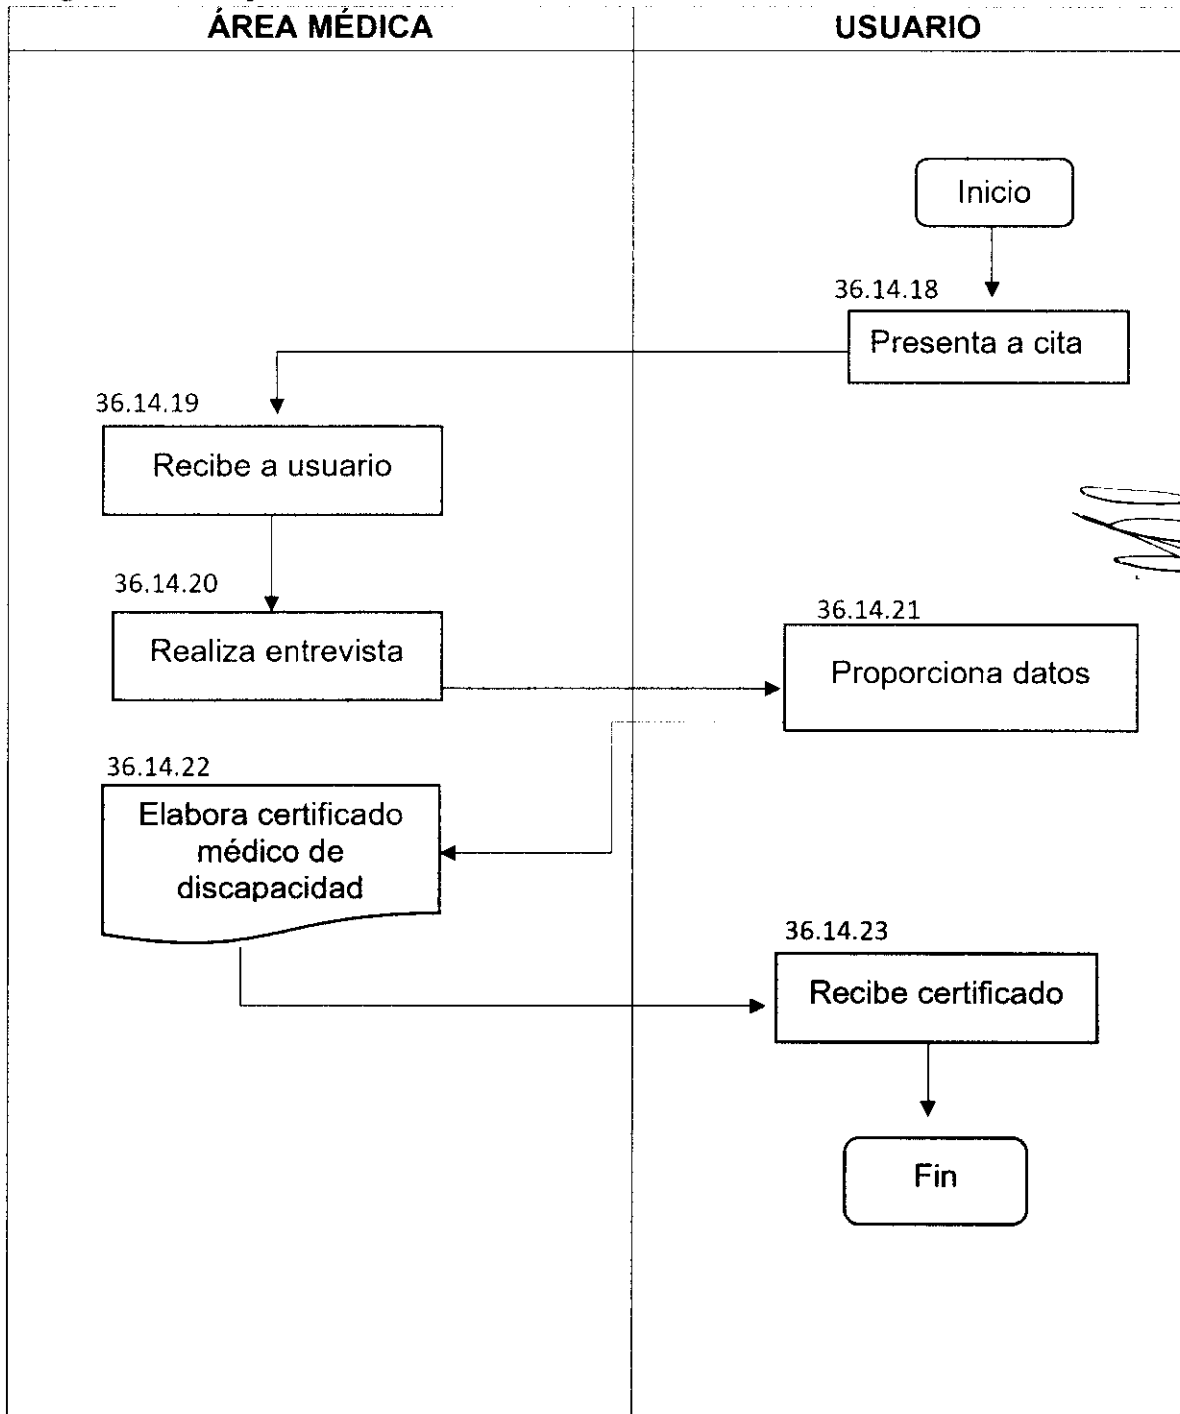 ÁREA MÉDICA
USUARIO
Inicio
36.14.18
Presenta a cita
36.14.19
Recibe a usuario
36.14.20
Realiza entrevista
36.14.21
Proporciona datos
36.14.22
Elabora certificado
médico de
discapacidad
36.14.23
Recibe certificado
Fin